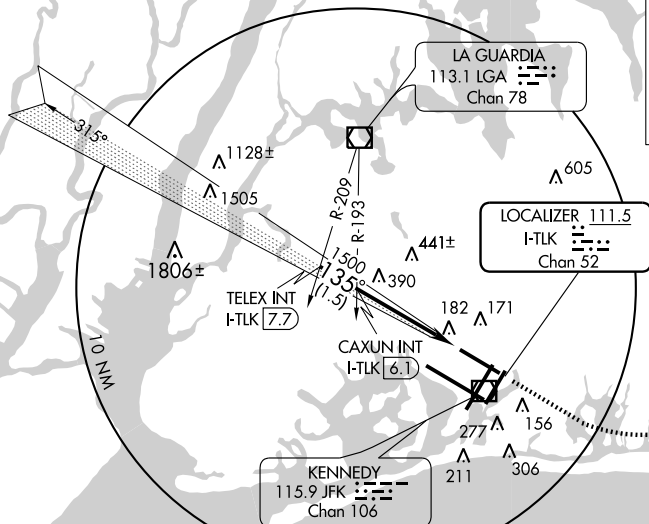 LA GUARDIA
113.1 LGA
Chan 78
315°
1128±
605
1505
R-209
R-193
LOCALIZER 111.5
I-TLK
Chan 52
441±
1806±
1500
135°
(1.5)
390
TELEX INT
I-TLK 7.7
182
171
10 NM
CAXUN INT
I-TLK 6.1
277
156
211
306
KENNEDY
115.9 JFK
Chan 106